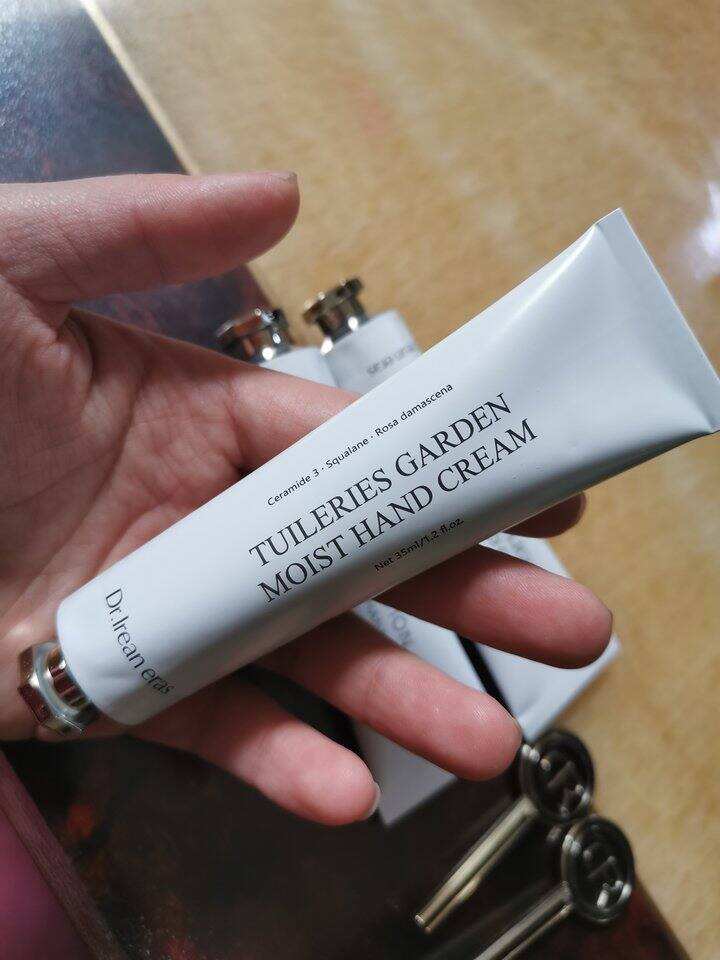 Ceramide 3 · Squalane · Rosa damascena
TUILERIES GARDEN
MOIST HAND CREAM
Net 35ml/1.2 fl.oz
Dr.Irean eras